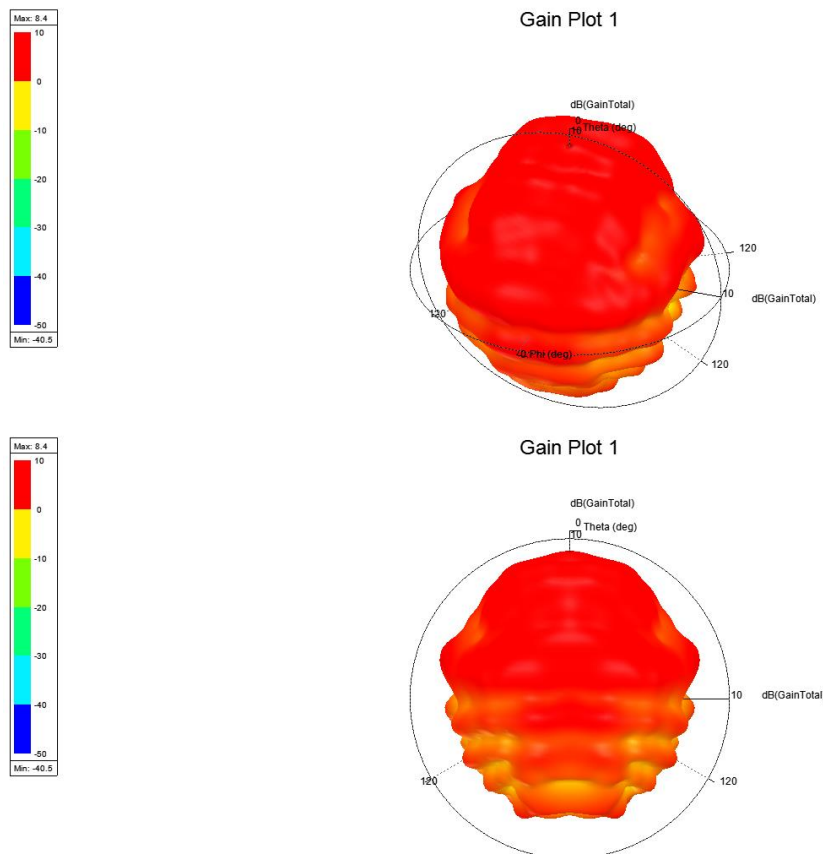 Max: 8.4
10
0
-10
-20
-30
-40
-50
Min: -40.5
Gain Plot 1
dB(GainTotal)
0
10
Theta (deg)
120
10
dB(GainTotal)
120
Phi (deg)
120
Max: 8.4
10
0
-10
-20
-30
-40
-50
Min: -40.5
Gain Plot 1
dB(GainTotal)
0
10
Theta (deg)
10
dB(GainTotal)
120
120